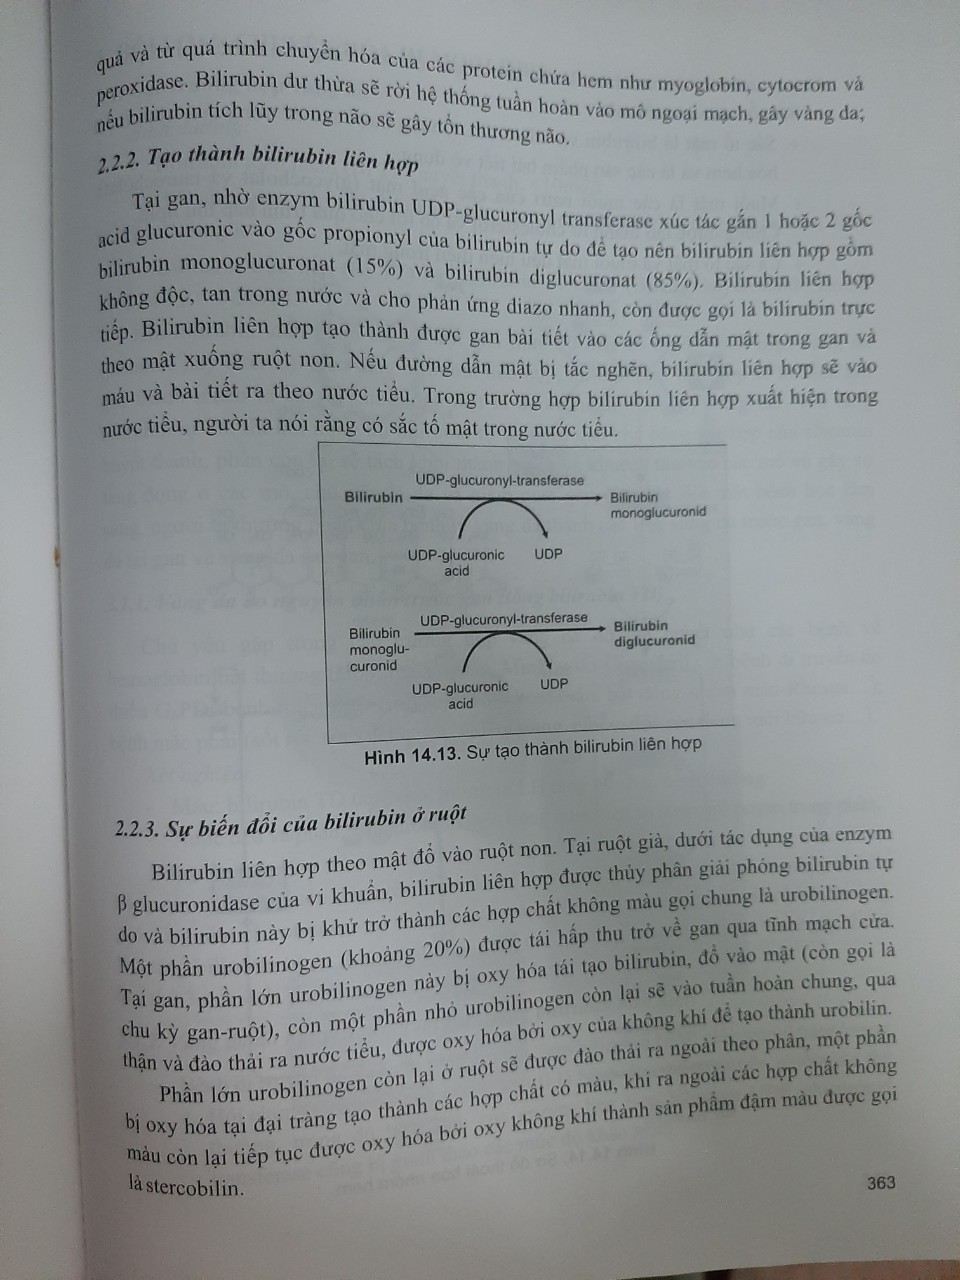 quả và từ quá trình chuyển hóa của các protein chứa hem như myoglobin, cytocrom và
peroxidase. Bilirubin dư thừa sẽ rời hệ thống tuần hoàn vào mô ngoại mạch, gây vàng da;
nếu bilirubin tích lũy trong não sẽ gây tổn thương não.
2.2.2. Tạo thành bilirubin liên hợp
Tại gan, nhờ enzym bilirubin UDP-glucuronyl transferase xúc tác gắn 1 hoặc 2 gốc
acid glucuronic vào gốc propionyl của bilirubin tự do để tạo nên bilirubin liên hợp gồm
bilirubin monoglucuronat (15%) và bilirubin diglucuronat (85%). Bilirubin liên hợp
không độc, tan trong nước và cho phản ứng diazo nhanh, còn được gọi là bilirubin trực
tiếp. Bilirubin liên hợp tạo thành được gan bài tiết vào các ống dẫn mật trong gan và
theo mật xuống ruột non. Nếu đường dẫn mật bị tắc nghẽn, bilirubin liên hợp sẽ vào
máu và bài tiết ra theo nước tiểu. Trong trường hợp bilirubin liên hợp xuất hiện trong
nước tiểu, người ta nói rằng có sắc tố mật trong nước tiểu.
UDP-glucuronyl-transferase
Bilirubin
Bilirubin
monoglucuronid
UDP-glucuronic
acid
UDP
UDP-glucuronyl-transferase
Bilirubin
monoglu-
curonid
Bilirubin
diglucuronid
UDP-glucuronic
acid
UDP
Hình 14.13. Sự tạo thành bilirubin liên hợp
2.2.3. Sự biến đổi của bilirubin ở ruột
Bilirubin liên hợp theo mật đổ vào ruột non. Tại ruột già, dưới tác dụng của enzym
β glucuronidase của vi khuẩn, bilirubin liên hợp được thủy phân giải phóng bilirubin tự
do và bilirubin này bị khử trở thành các hợp chất không màu gọi chung là urobilinogen.
Một phần urobilinogen (khoảng 20%) được tái hấp thu trở về gan qua tĩnh mạch cửa.
Tại gan, phần lớn urobilinogen này bị oxy hóa tái tạo bilirubin, đổ vào mật (còn gọi là
chu kỳ gan-ruột), còn một phần nhỏ urobilinogen còn lại sẽ vào tuần hoàn chung, qua
thận và đào thải ra nước tiểu, được oxy hóa bởi oxy của không khí để tạo thành urobilin.
Phần lớn urobilinogen còn lại ở ruột sẽ được đào thải ra ngoài theo phân, một phần
bị oxy hóa tại đại tràng tạo thành các hợp chất có màu, khi ra ngoài các hợp chất không
màu còn lại tiếp tục được oxy hóa bởi oxy không khí thành sản phẩm đậm màu được gọi
là stercobilin.
363